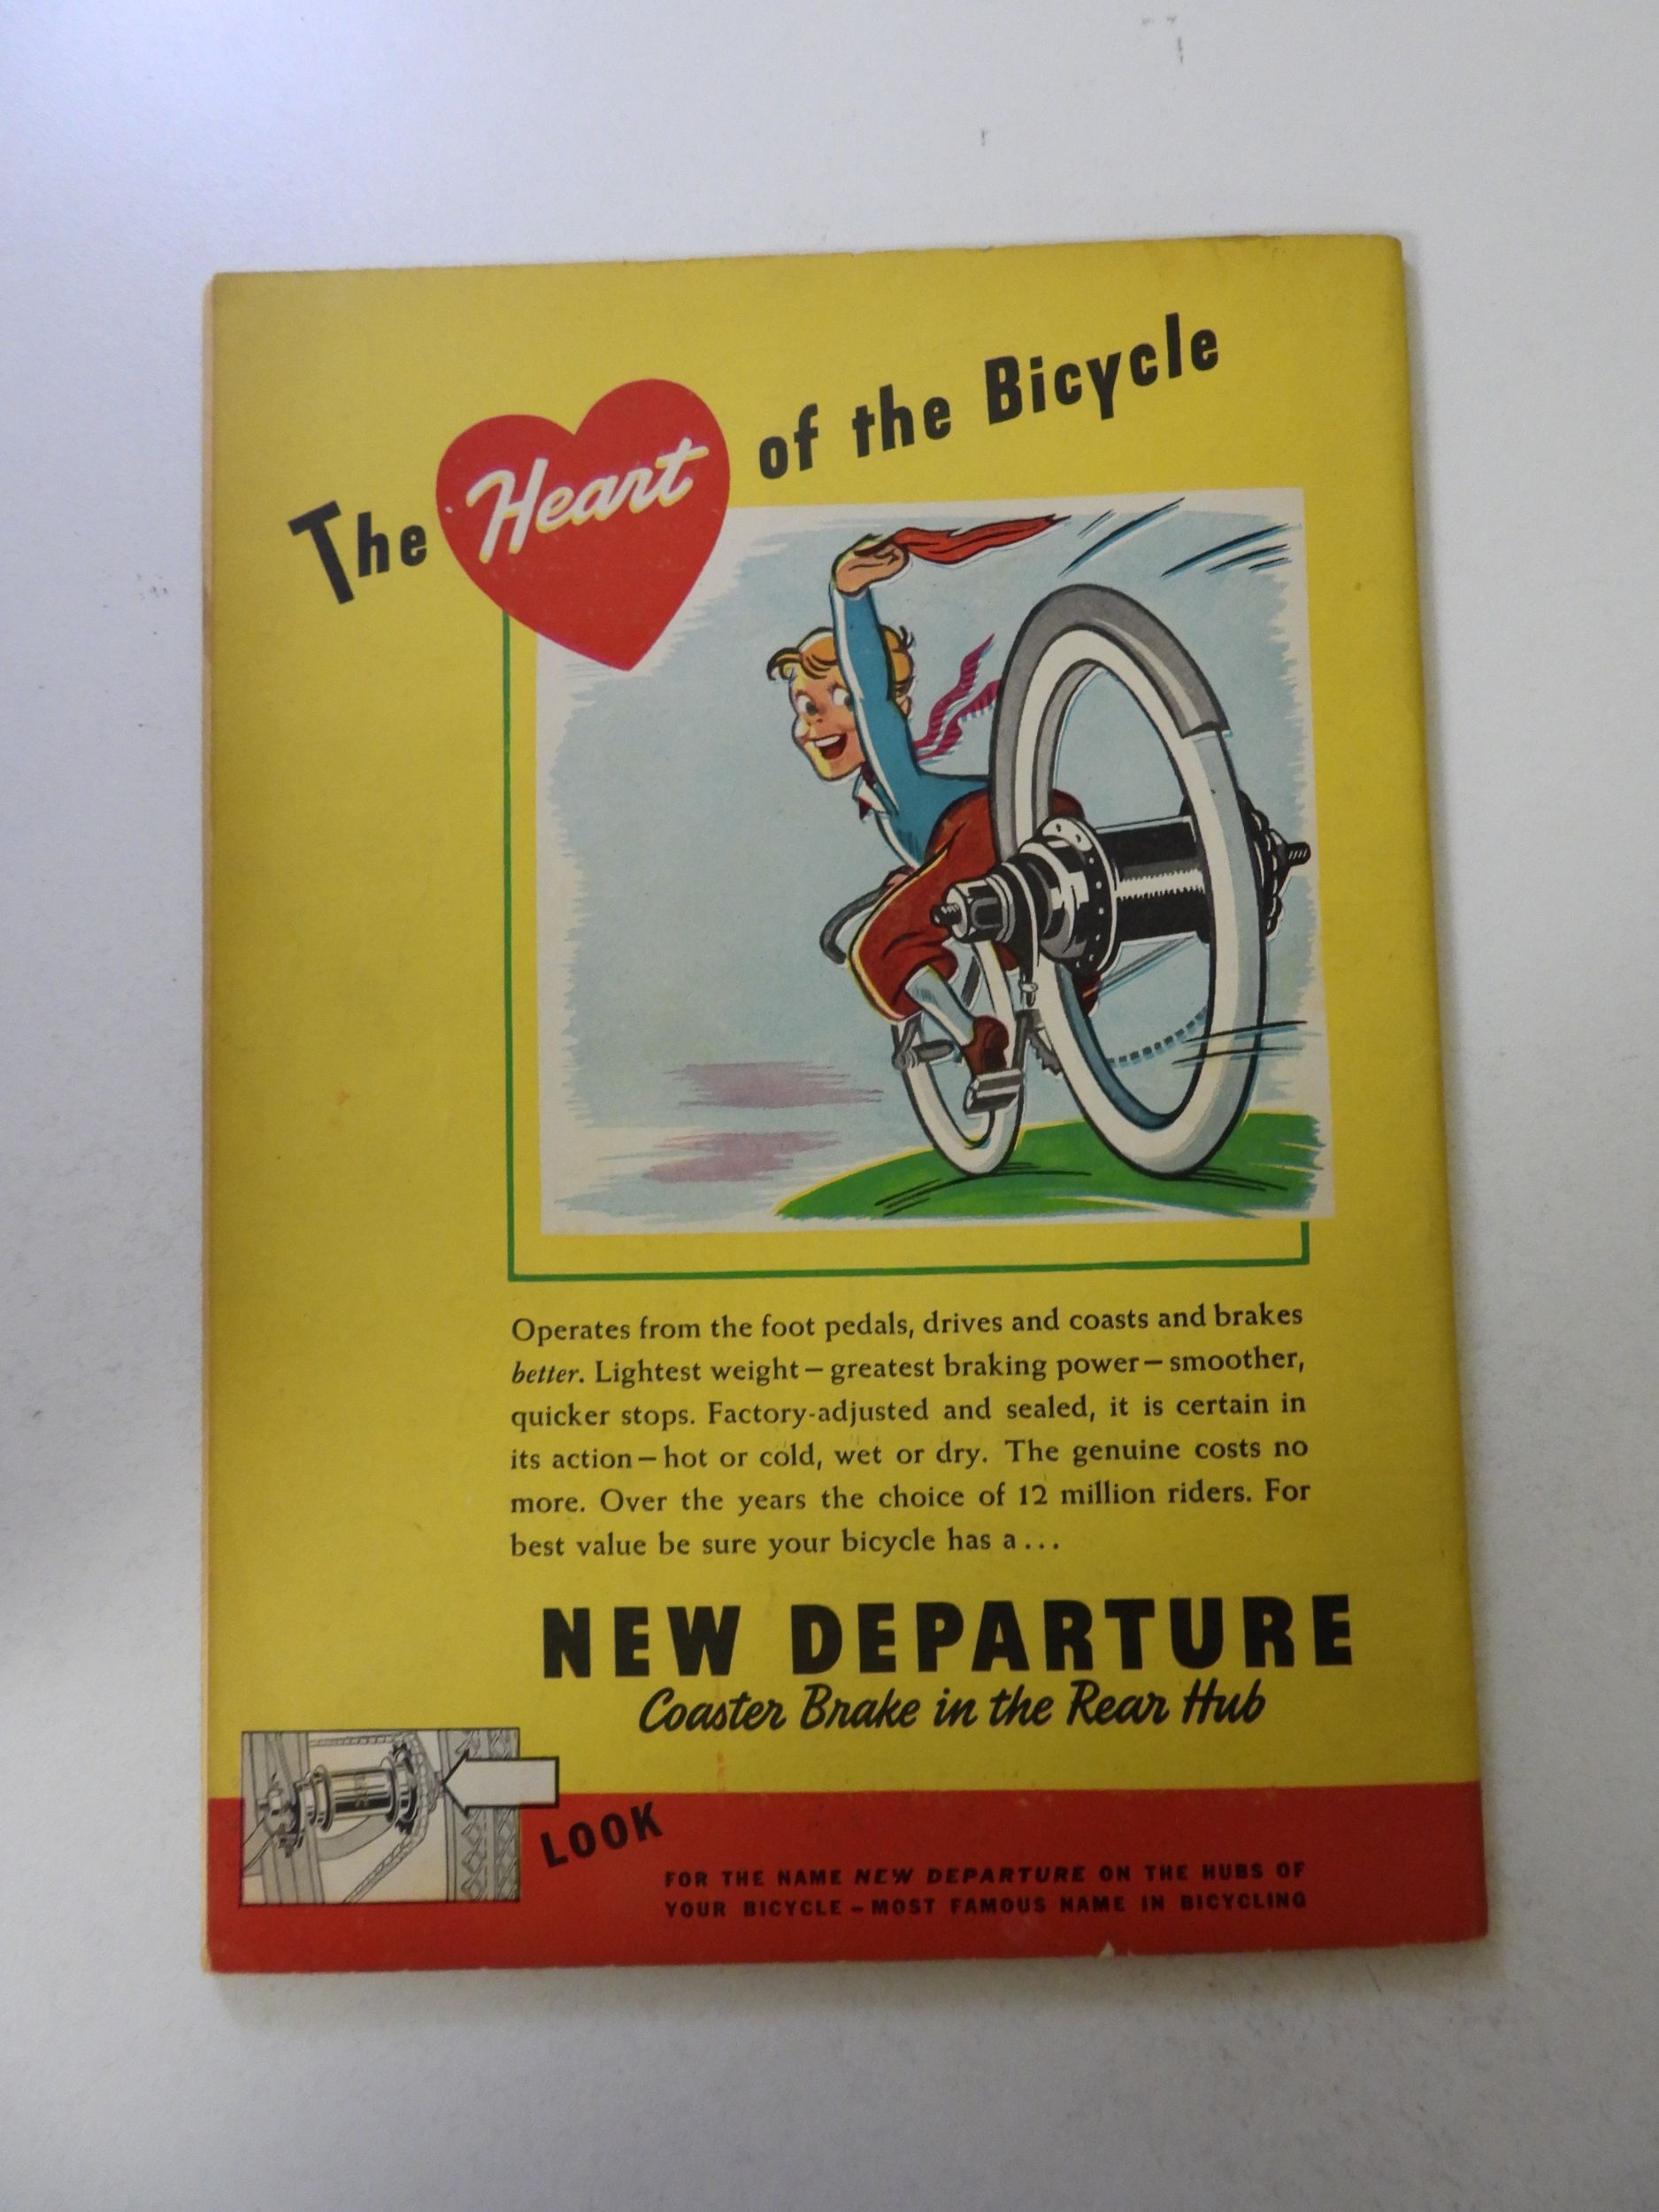 The Heart of the Bicycle
Operates from the foot pedals, drives and coasts and brakes
better. Lightest weight — greatest braking power — smoother,
quicker stops. Factory-adjusted and sealed, it is certain in
its action — hot or cold, wet or dry. The genuine costs no
more. Over the years the choice of 12 million riders. For
best value be sure your bicycle has a . . .
NEW DEPARTURE
Coaster Brake in the Rear Hub
LOOK
FOR THE NAME NEW DEPARTURE ON THE HUBS OF
YOUR BICYCLE — MOST FAMOUS NAME IN BICYCLING